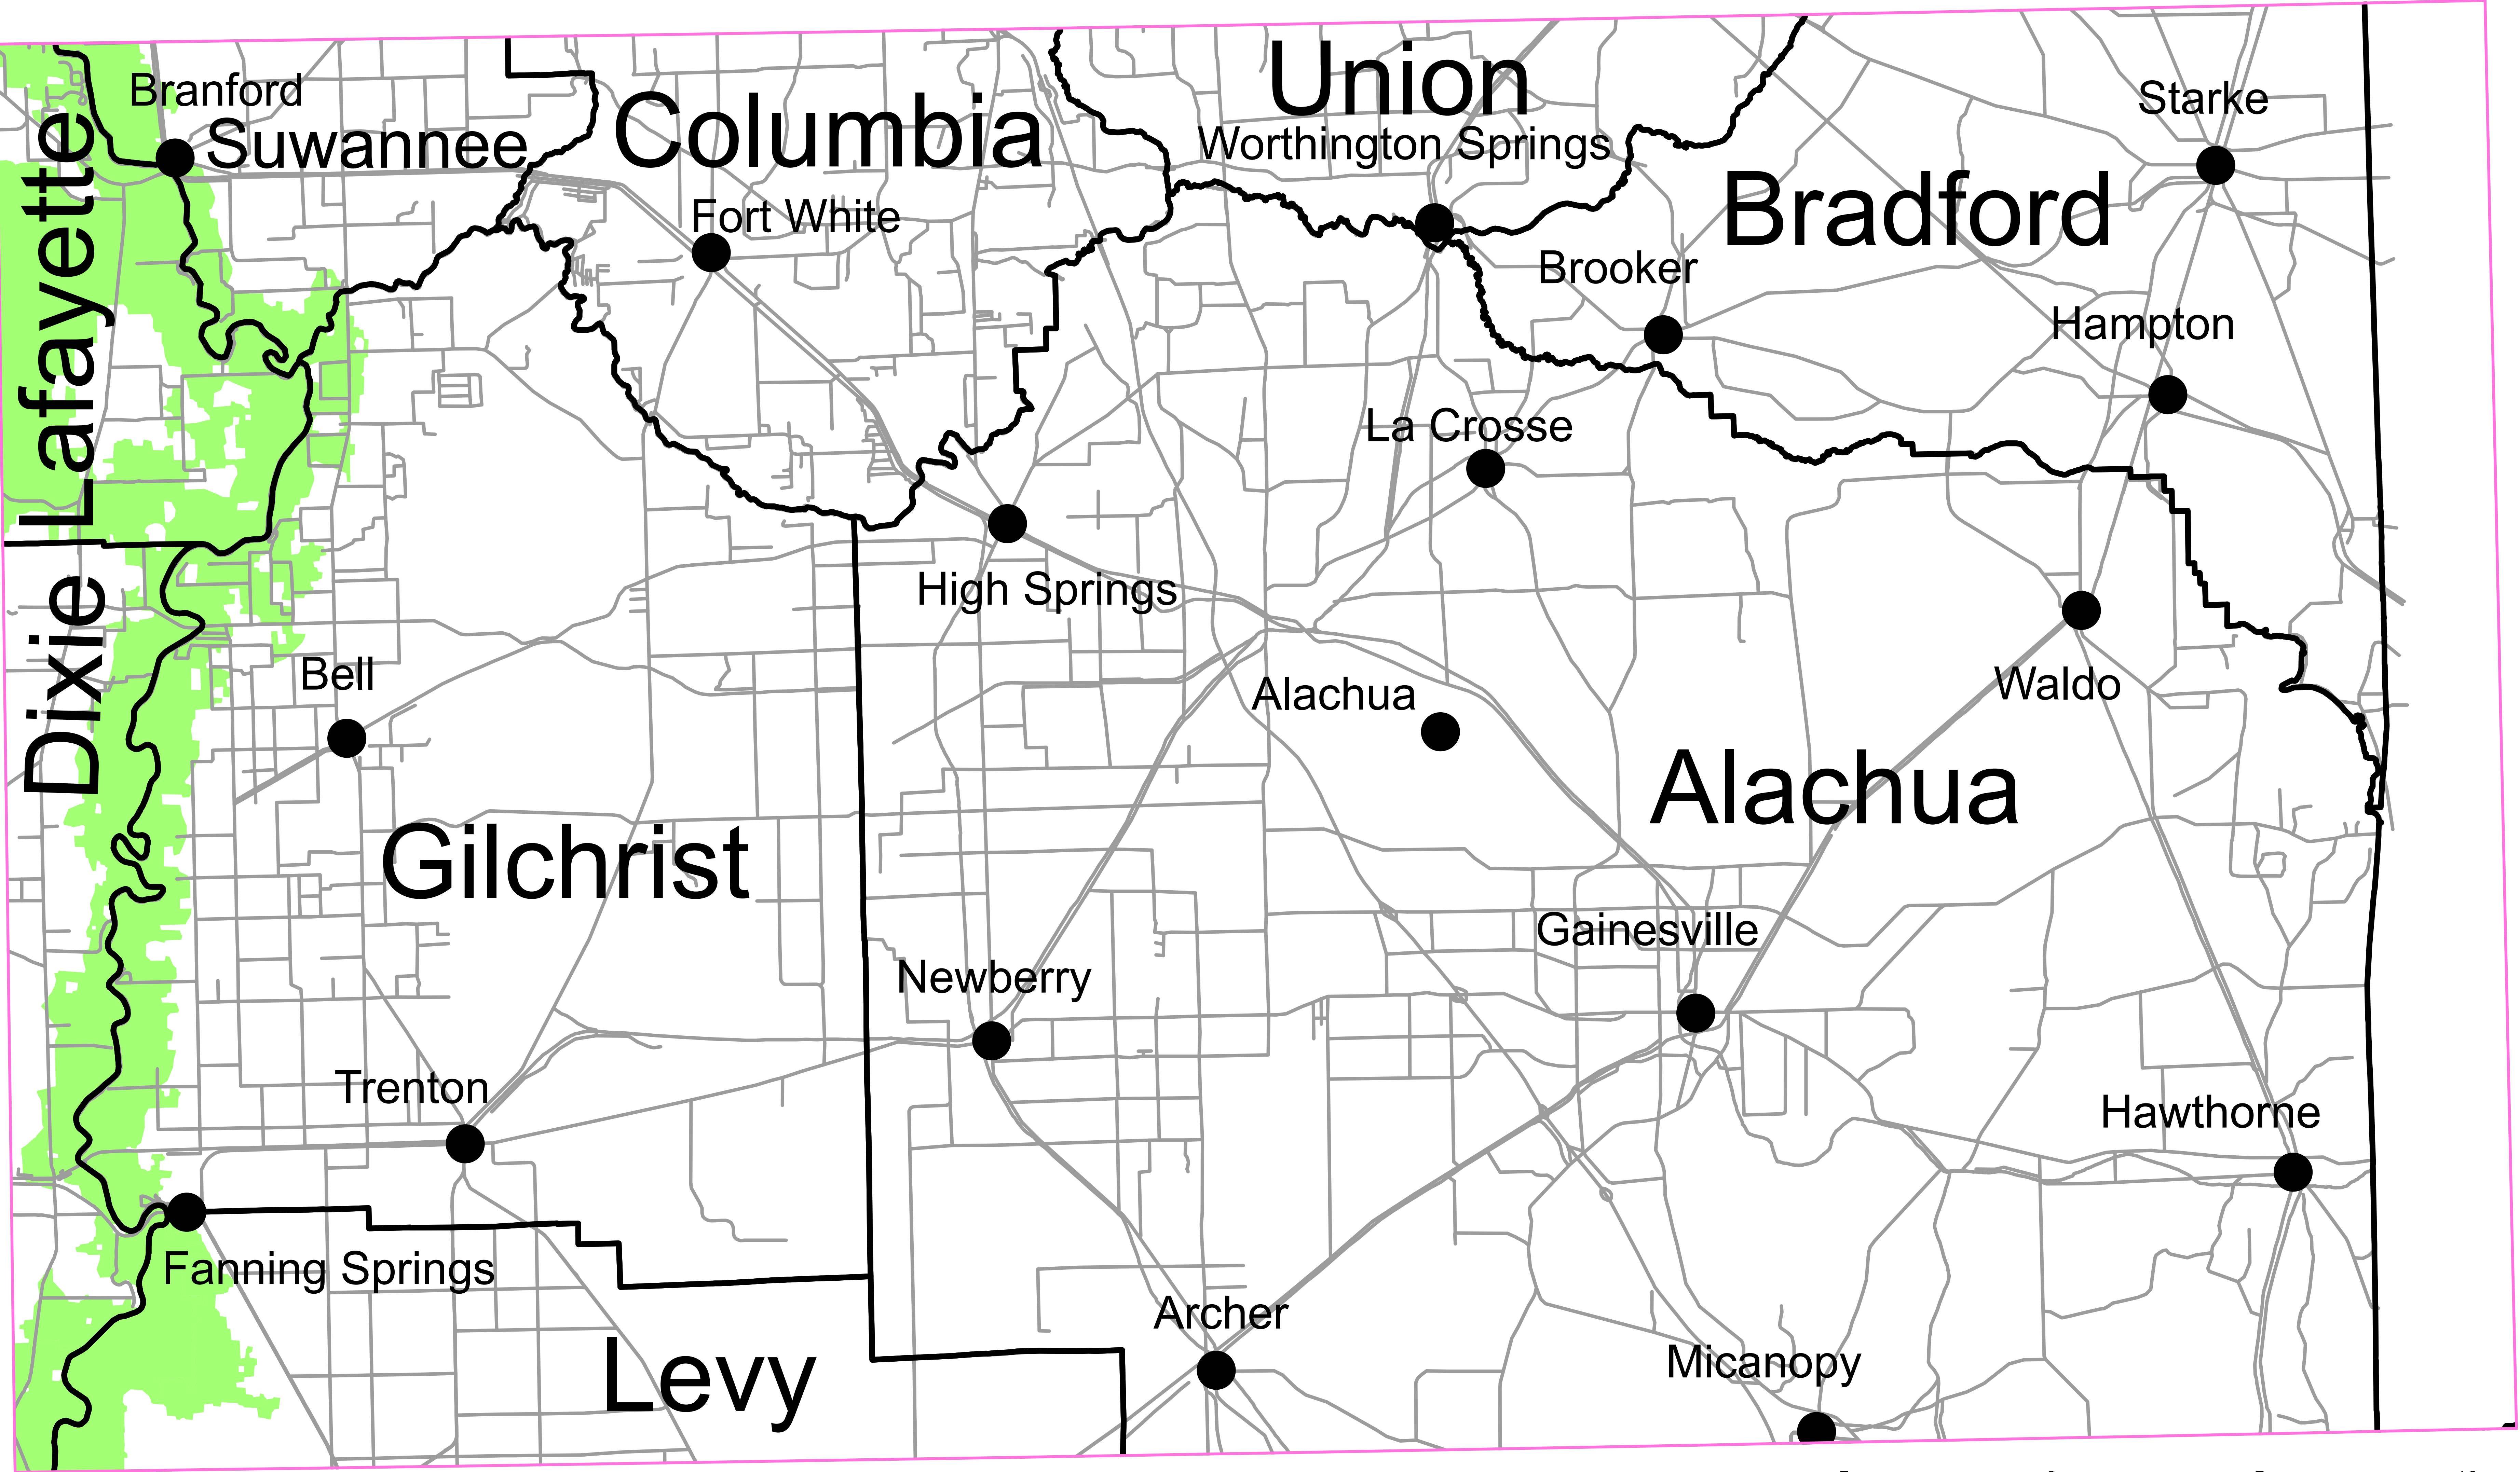 Union
Starke
Branford
Columbia
Suwannee
Worthington Springs
Bradford
Fort White
Brooker
Lafayette
Hampton
La Crosse
High Springs
Dixie
Bell
Alachua
Waldo
Alachua
Gilchrist
Gainesville
Newberry
Trenton
Hawthorne
Fanning Springs
Archer
Levy
Micanopy